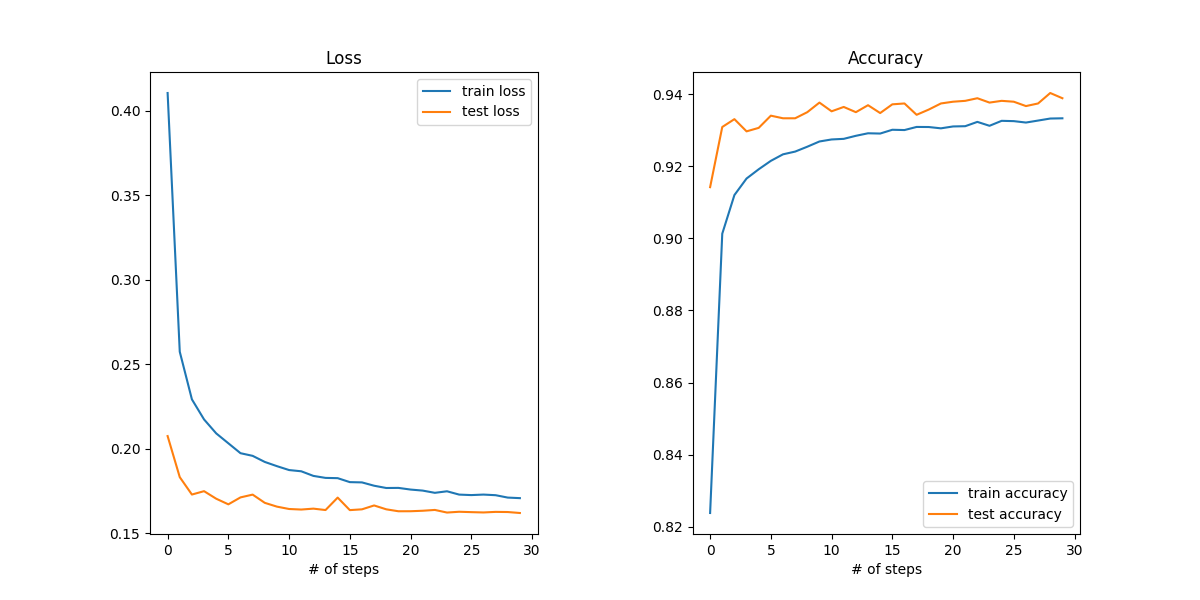 Loss
0.40
0.35
0.30
0.25
0.20
0.15
0 5 10 15 20 25 30
# of steps
train loss
test loss
Accuracy
0.94
0.92
0.90
0.88
0.86
0.84
0.82
0 5 10 15 20 25 30
# of steps
train accuracy
test accuracy